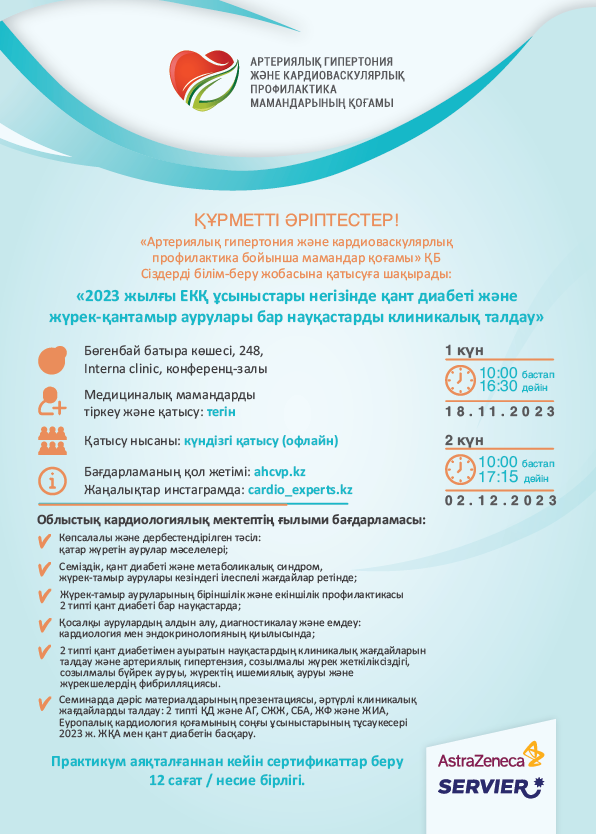 АРТЕРИЯЛЫҚ ГИПЕРТОНИЯ
ЖӘНЕ КАРДИОВАСКУЛЯРЛҚ
ПРОФИЛАКТИКА
МАМАНДАРЫНЫҢ ҚОҒАМЫ
ҚҰРМЕТТІ ӘРІПТЕСТЕР!
«Артериялық гипертония және кардиоваскулярлық
профилактика бойынша мамандар қоғамы» ҚБ
Сіздерді білім-беру жобасына қатысуға шақырады:
«2023 жылғы ЕКҚ ұсыныстары негізінде қант диабеті және
жүрек-қантамыр аурулары бар науқастарды клиникалық талдау»
Бөгенбай батыра көшесі, 248,
Interna clinic, конференц-залы
Медициналық мамандарды
тіркеу және қатысу: тегін
Қатысу нысаны: күндізгі қатысу (офлайн)
Бағдарламаның қол жетімі: ahcvp.kz
Жаңалықтар инстаграмда: cardio_experts.kz
1 күн
10:00 бастап
16:30 дейін
18.11.2023
2 күн
10:00 бастап
17:15 дейін
02.12.2023
Облыстық кардиологиялық мектептің ғылыми бағдарламасы:
Көпсалалы және дербестендірілген тәсіл:
қатар жүретін аурулар мәселелері;
Семіздік, қант диабеті және метаболикалық синдром,
жүрек-тамыр аурулары кезіндегі ілеспелі жағдайлар ретінде;
Жүрек-тамыр ауруларының біріншілік және екіншілік профилактикасы
2 типті қант диабеті бар науқастарда;
Қосалқы аурулардың алдын алу, диагностикалау және емдеу:
кардиология мен эндокринологияның қиылысында;
2 типті қант диабетімен ауыратын науқастардың клиникалық жағдайларын
талдау және артериялық гипертензия, созылмалы жүрек жеткіліксіздігі,
созылмалы бүйрек ауруы, жүректің ишемиялық ауруы және
жүрекшелердің фибрилляциясы.
Семинарда дәріс материалдарының презентациясы, әртүрлі клиникалық
жағдайларды талдау: 2 типті ҚД және АГ, СЖЖ, СБА, ЖФ және ЖИА,
Еуропалық кардиология қоғамының соңғы ұсыныстарының тұсаукесері
2023 ж. ЖҚА мен қант диабетін басқару.
Практикум аяқталғаннан кейін сертификаттар беру
12 сағат / несие бірлігі.
AstraZeneca
SERVIER